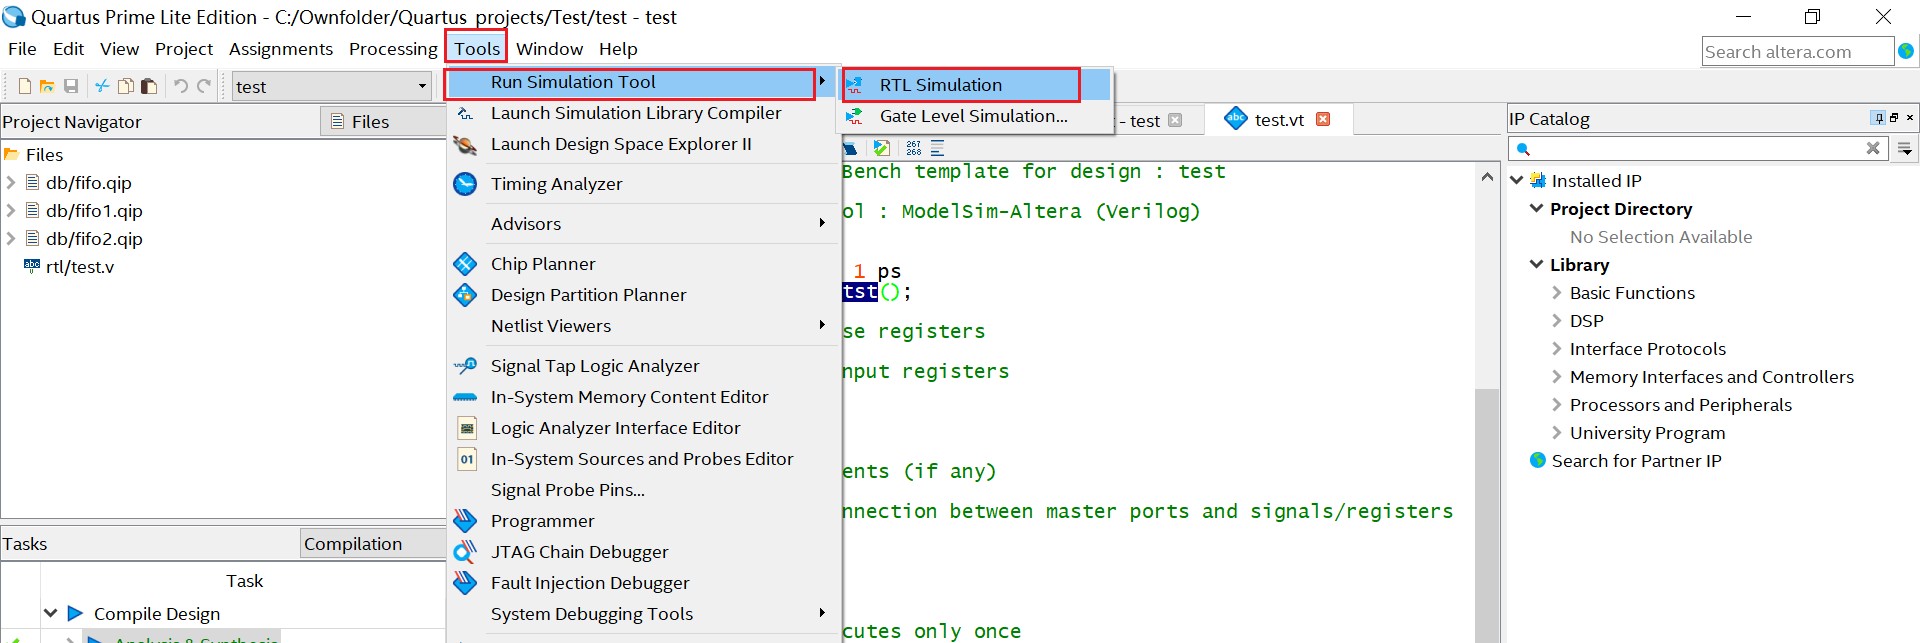 Quartus Prime Lite Edition - C:/Ownfolder/Quartus_projects/Test/test - test
File Edit View Project Assignments Processing Tools Window Help
Search altera.com
test
Run Simulation Tool
RTL Simulation
Launch Simulation Library Compiler
Gate Level Simulation...
Launch Design Space Explorer II
Timing Analyzer
Advisors
Chip Planner
Design Partition Planner
Netlist Viewers
Signal Tap Logic Analyzer
In-System Memory Content Editor
Logic Analyzer Interface Editor
In-System Sources and Probes Editor
Signal Probe Pins...
Programmer
JTAG Chain Debugger
Fault Injection Debugger
System Debugging Tools
Project Navigator
Files
Files
db/fifo.qip
db/fifo1.qip
db/fifo2.qip
rtl/test.v
Tasks
Compilation
Task
Compile Design
Analysis & Synthesis
- test
abc test.vt
267
268
Bench template for design : test
ol : ModelSim-Altera (Verilog)
1 ps
tst();
se registers
nput registers
ents (if any)
nnection between master ports and signals/registers
cutes only once
IP Catalog
Installed IP
Project Directory
No Selection Available
Library
Basic Functions
DSP
Interface Protocols
Memory Interfaces and Controllers
Processors and Peripherals
University Program
Search for Partner IP